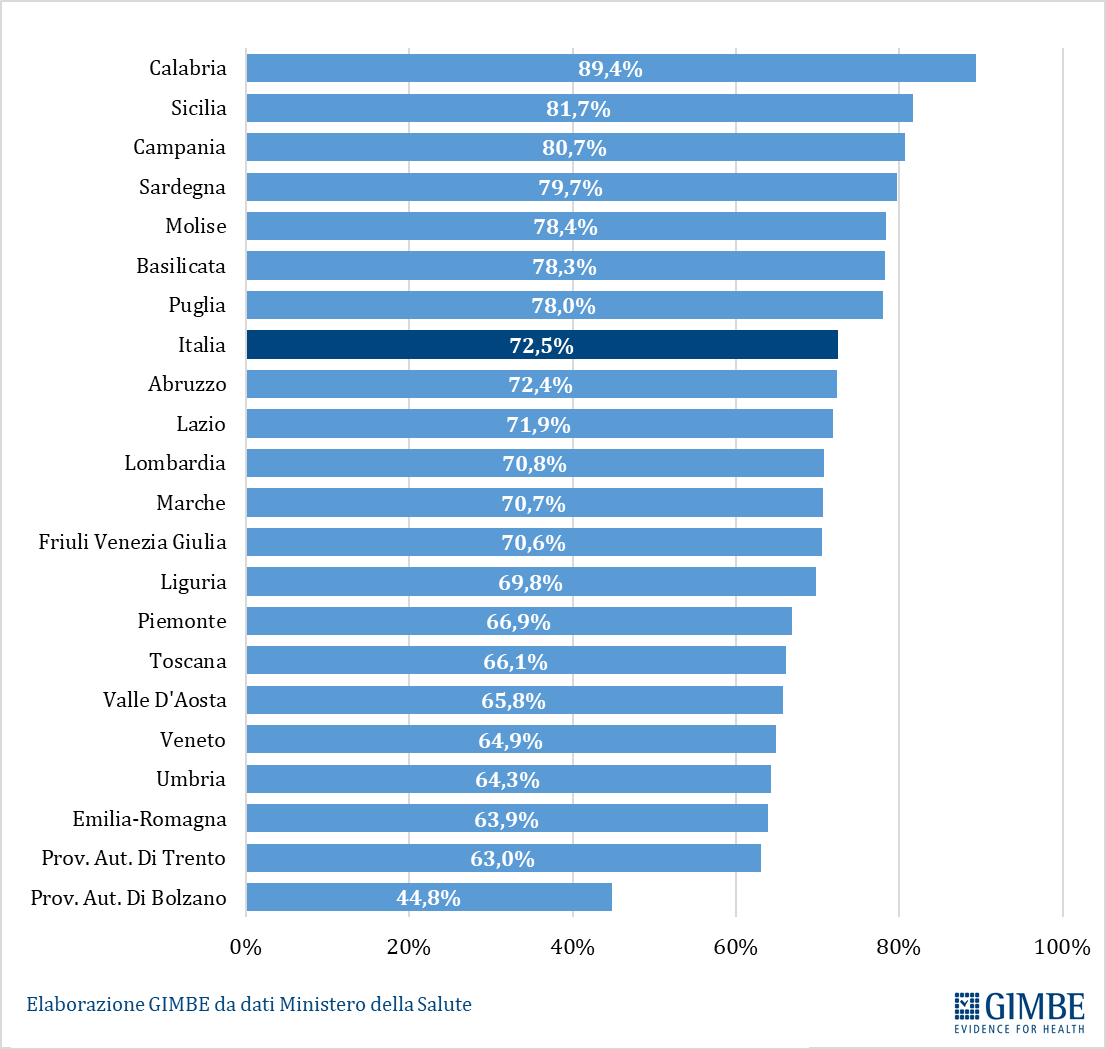 Calabria 89,4%
Sicilia 81,7%
Campania 80,7%
Sardegna 79,7%
Molise 78,4%
Basilicata 78,3%
Puglia 78,0%
Italia 72,5%
Abruzzo 72,4%
Lazio 71,9%
Lombardia 70,8%
Marche 70,7%
Friuli Venezia Giulia 70,6%
Liguria 69,8%
Piemonte 66,9%
Toscana 66,1%
Valle D'Aosta 65,8%
Veneto 64,9%
Umbria 64,3%
Emilia-Romagna 63,9%
Prov. Aut. Di Trento 63,0%
Prov. Aut. Di Bolzano 44,8%
0% 20% 40% 60% 80% 100%
Elaborazione GIMBE da dati Ministero della Salute
GIMBE
EVIDENCE FOR HEALTH